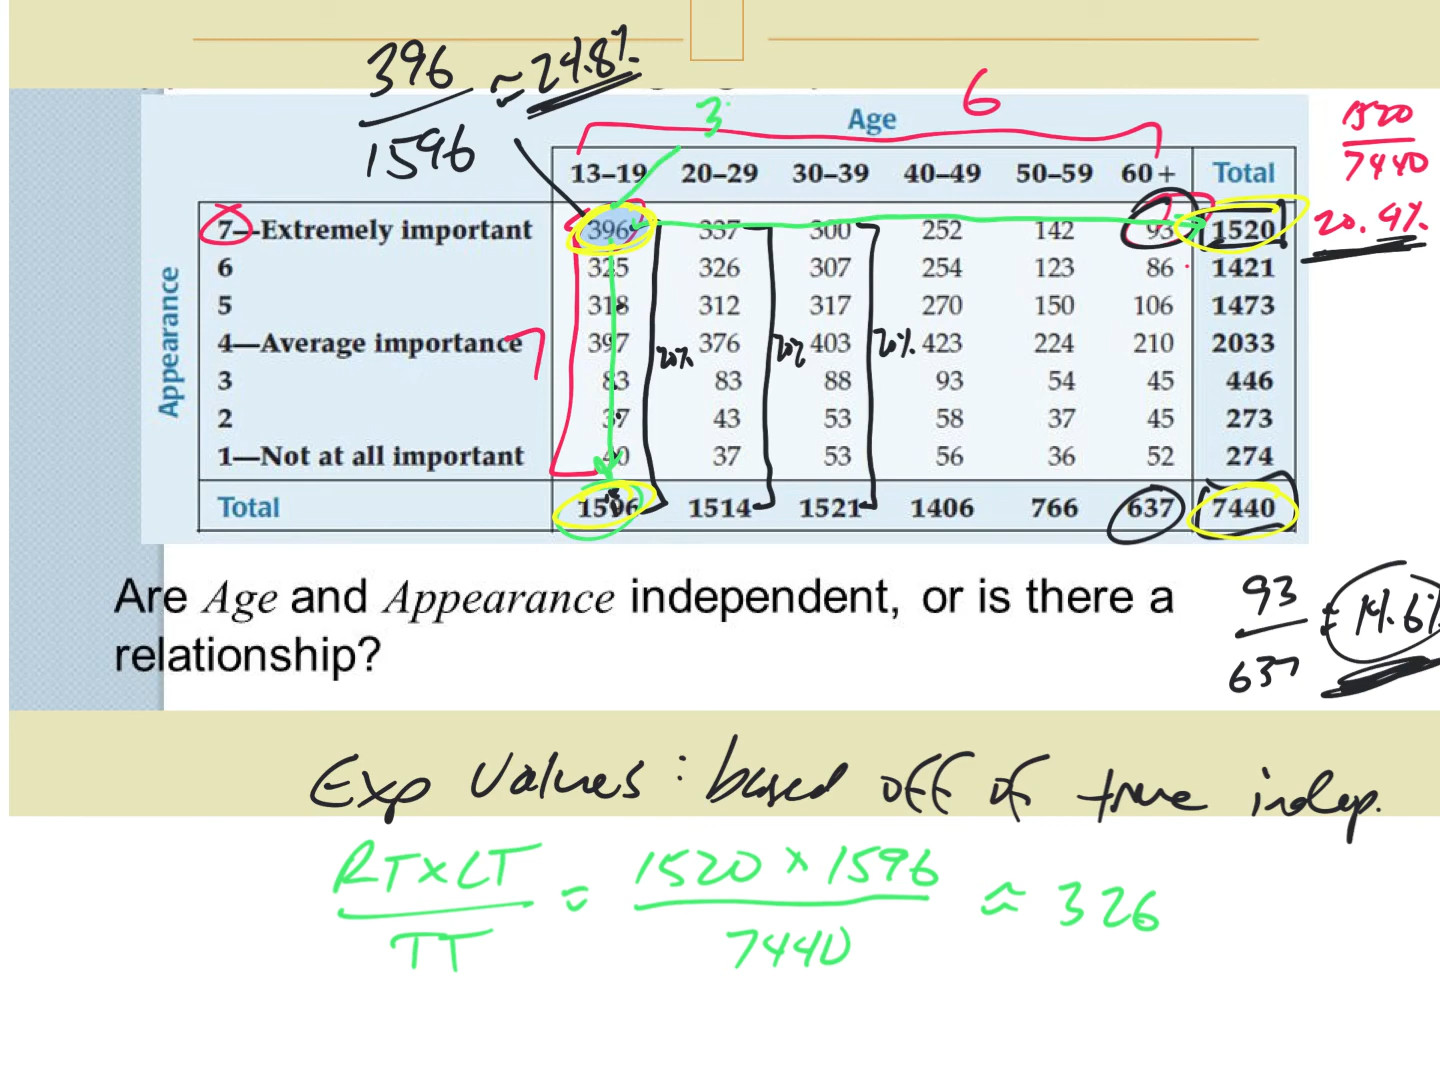 396
1596
≈ 24.8%
3
6
Age
1520
7440
20.4%
13–19 20–29 30–39 40–49 50–59 60+ Total
Appearance
7—Extremely important 396 337 300 252 142 93 1520
6 325 326 307 254 123 86 1421
5 318 312 317 270 150 106 1473
4—Average importance 397 376 403 423 224 210 2033
3 83 83 88 93 54 45 446
2 37 43 53 58 37 45 273
1—Not at all important 40 37 53 56 36 52 274
Total 1596 1514 1521 1406 766 637 7440
7
20% 20% 20%
Are Age and Appearance independent, or is there a
relationship?
93
637
= 14.6%
Exp Values: based off of true indep.
RT x CT
TT
= 1520 x 1596
7440
≈ 326